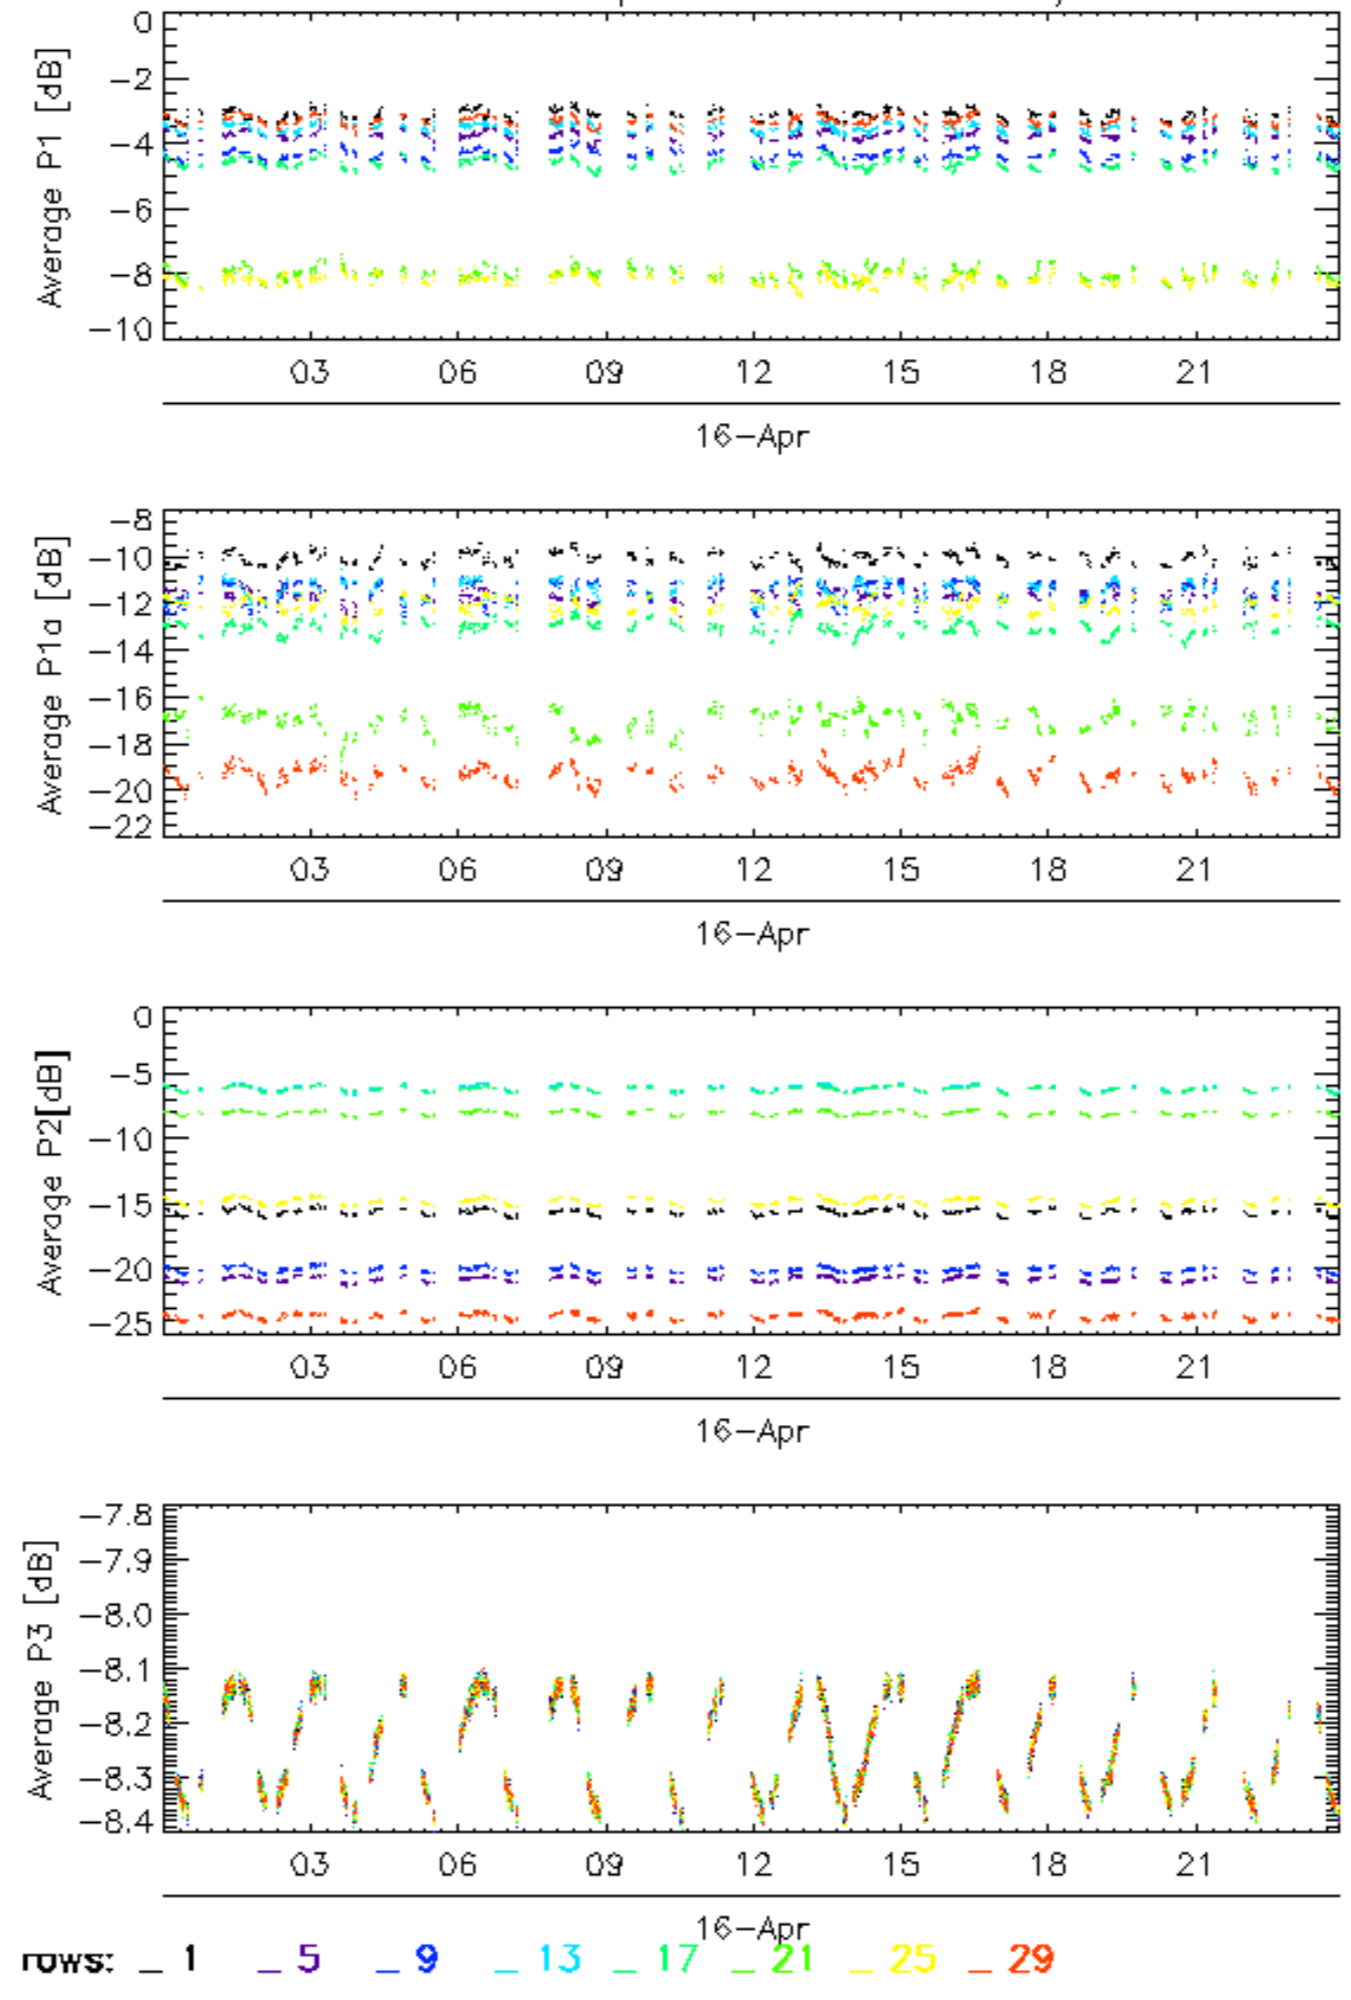 Average P1 [dB]
0
−2
−4
−6
−8
−10
03 06 09 12 15 18 21
16−Apr
Average P1a [dB]
−8
−10
−12
−14
−16
−18
−20
−22
03 06 09 12 15 18 21
16−Apr
Average P2[dB]
0
−5
−10
−15
−20
−25
03 06 09 12 15 18 21
16−Apr
Average P3 [dB]
−7.8
−7.9
−8.0
−8.1
−8.2
−8.3
−8.4
03 06 09 12 15 18 21
16−Apr
rows: _ 1 _ 5 _ 9 _ 13 _ 17 _ 21 _ 25 _ 29